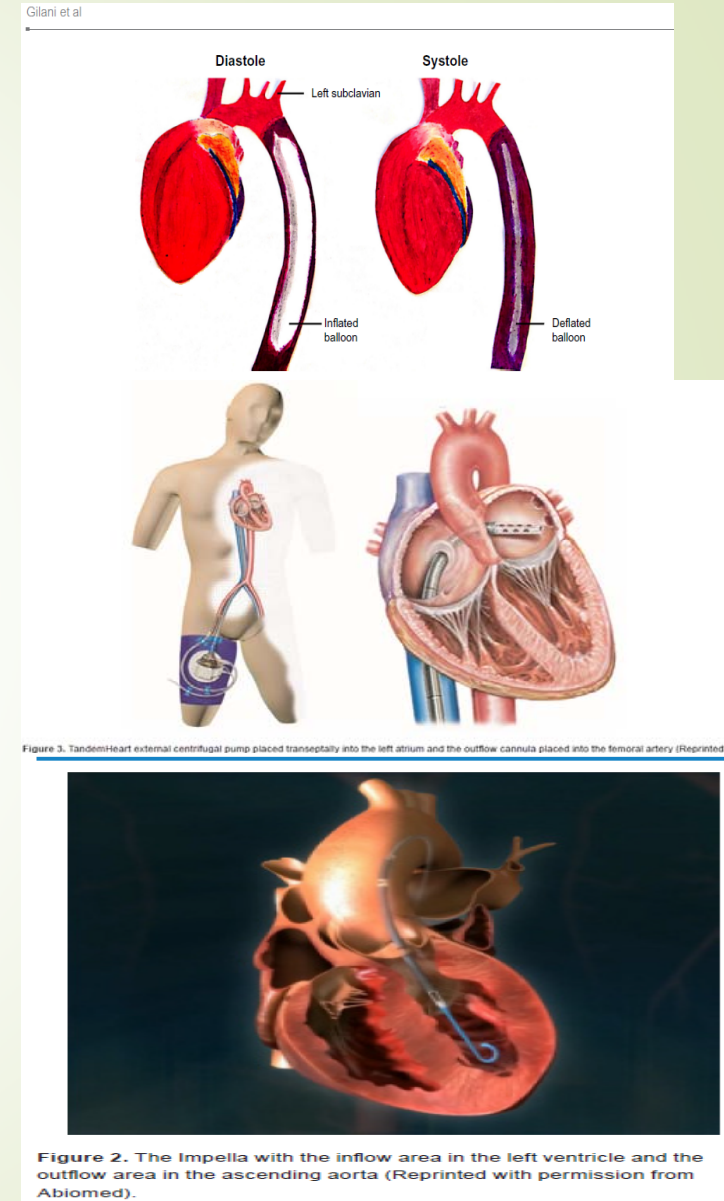 Gilani et al
Diastole
Systole
Left subclavian
Inflated
balloon
Deflated
balloon
Figure 3. TandemHeart external centrifugal pump placed transeptally into the left atrium and the outflow cannula placed into the femoral artery (Reprinted
Figure 2. The Impella with the inflow area in the left ventricle and the
outflow area in the ascending aorta (Reprinted with permission from
Abiomed).